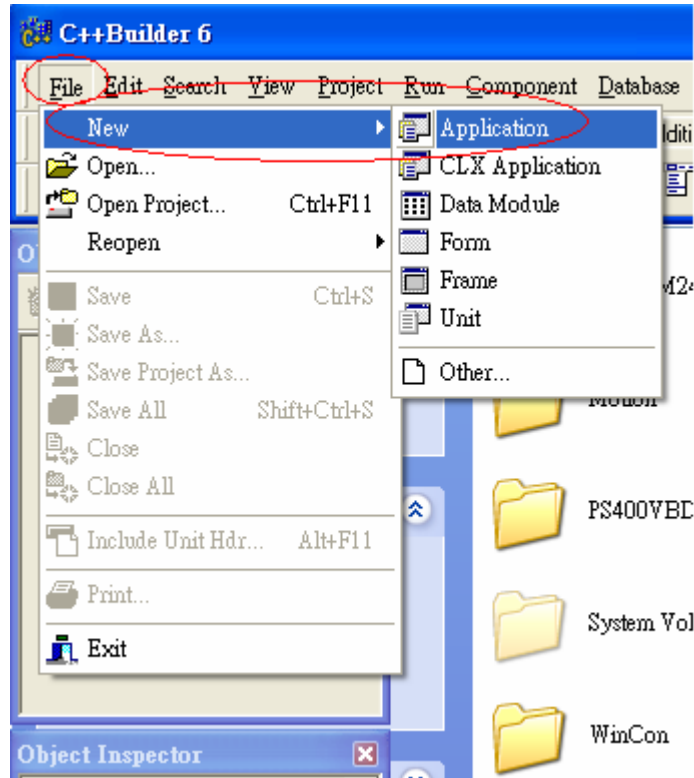 C++Builder 6
File Edit Search View Project Run Component Database
New
Open...
Open Project... Ctrl+F11
Reopen
Save Ctrl+S
Save As...
Save Project As...
Save All Shift+Ctrl+S
Close
Close All
Include Unit Hdr... Alt+F11
Print...
Exit
Application
CLX Application
Data Module
Form
Frame
Unit
Other...
Motion
PS400VBD
System Vol
WinCon
Object Inspector